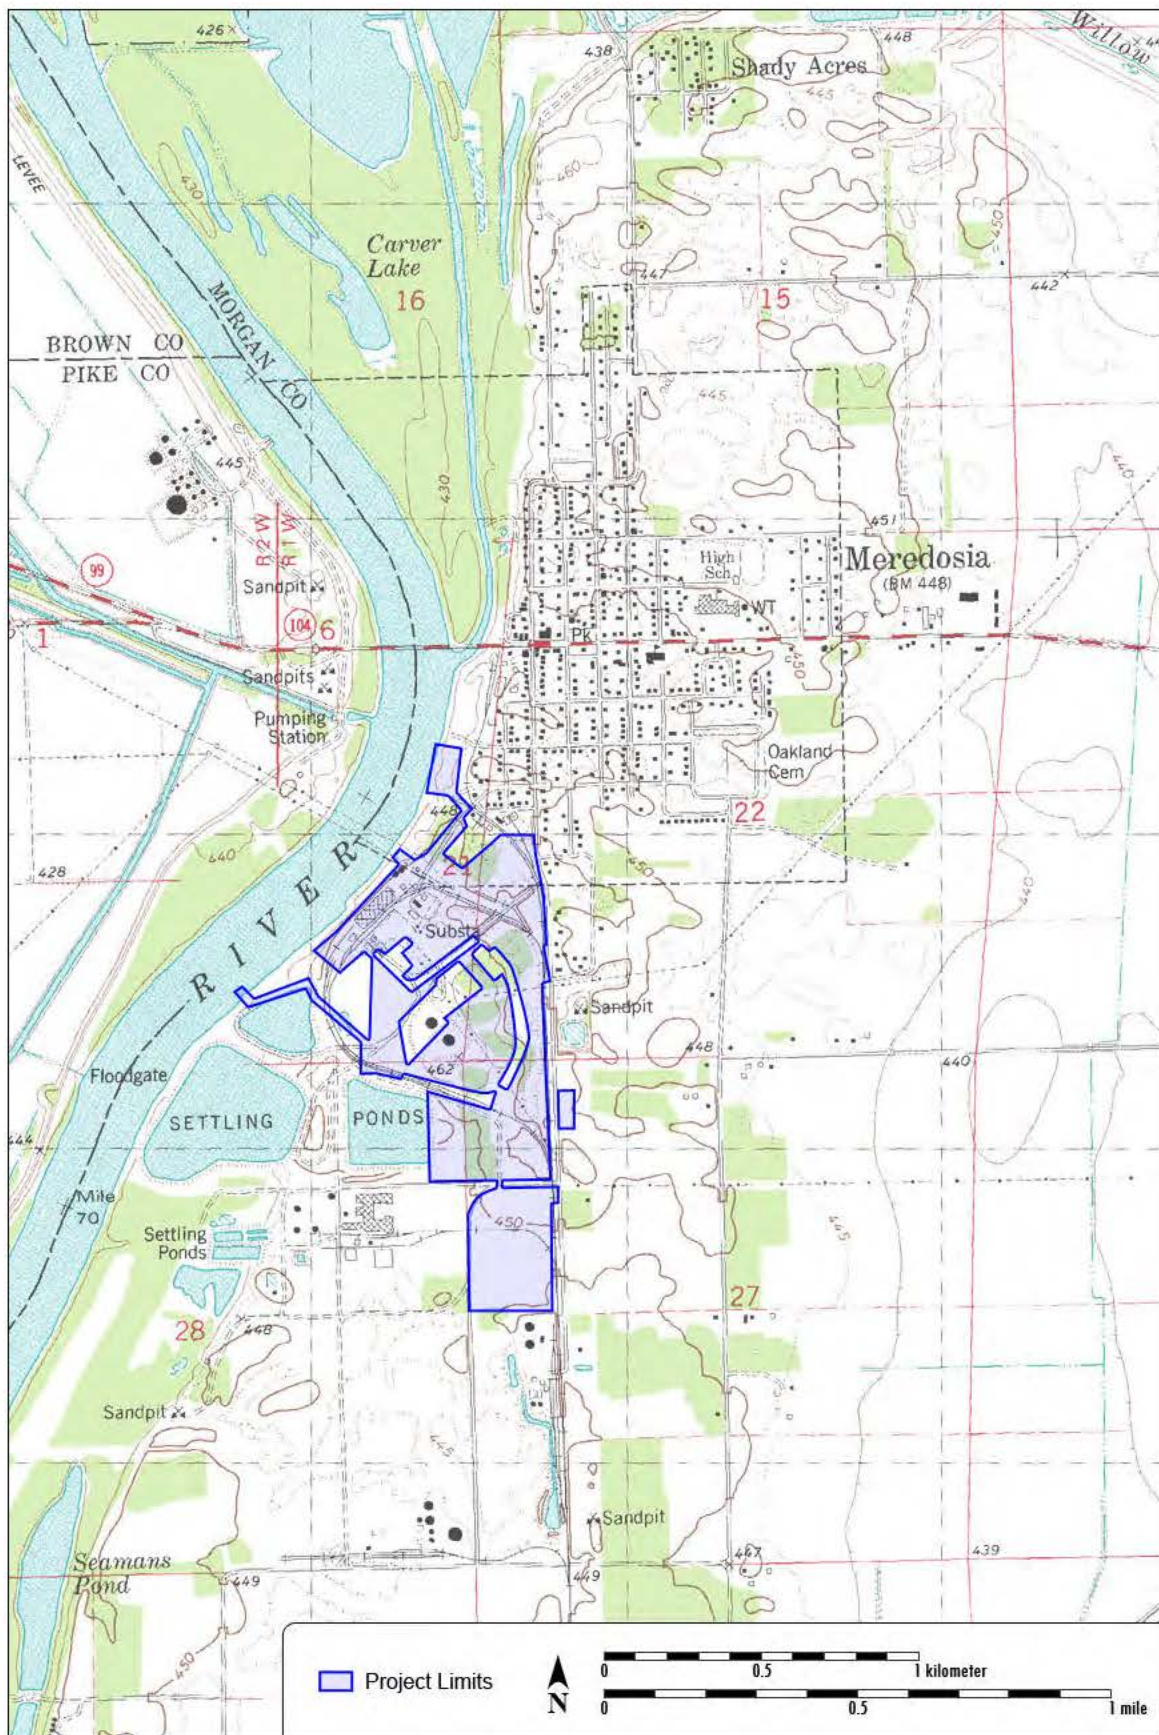 426
438
448
Willow
Shady Acres
445
LEVEE
430
460
450
Carver
Lake
16
447
15
442
MORGAN CO
BROWN CO
PIKE CO
445
445
430
440
451
R2W
R1W
High
Sch
Meredosia
(BM 448)
99
Sandpit
WT
104
1
6
PK
450
Sandpits
Pumping
Station
Oakland
Cem
448
22
440
21
450
428
440
RIVER
Substa
Sandpit
448
440
462
Floodgate
SETTLING
PONDS
444
Mile
70
450
445
Settling
Ponds
27
28
448
Sandpit
445
Sandpit
447
439
Seamans
Pond
449
449
450
Project Limits
N
0 0.5 1 kilometer
0 0.5 1 mile